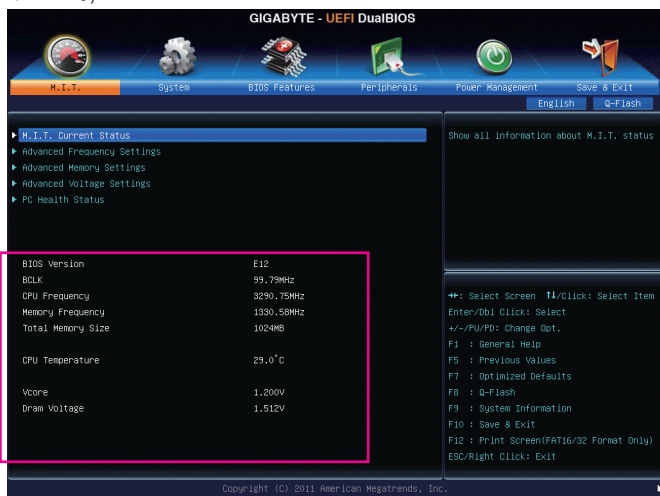 GIGABYTE - UEFI DualBIOS
M.I.T. System BIOS Features Peripherals Power Management Save & Exit
English Q-Flash
M.I.T. Current Status
Advanced Frequency Settings
Advanced Memory Settings
Advanced Voltage Settings
PC Health Status
BIOS Version E12
BCLK 99.79MHz
CPU Frequency 3290.75MHz
Memory Frequency 1330.58MHz
Total Memory Size 1024MB
CPU Temperature 29.0°C
Vcore 1.200V
Dram Voltage 1.512V
Show all information about M.I.T. status
→←: Select Screen ↑↓/Click: Select Item
Enter/Dbl Click: Select
+/-/PU/PD: Change Opt.
F1 : General Help
F5 : Previous Values
F7 : Optimized Defaults
F8 : Q-Flash
F9 : System Information
F10 : Save & Exit
F12 : Print Screen(FAT16/32 Format Only)
ESC/Right Click: Exit
Copyright (C) 2011 American Megatrends, Inc.